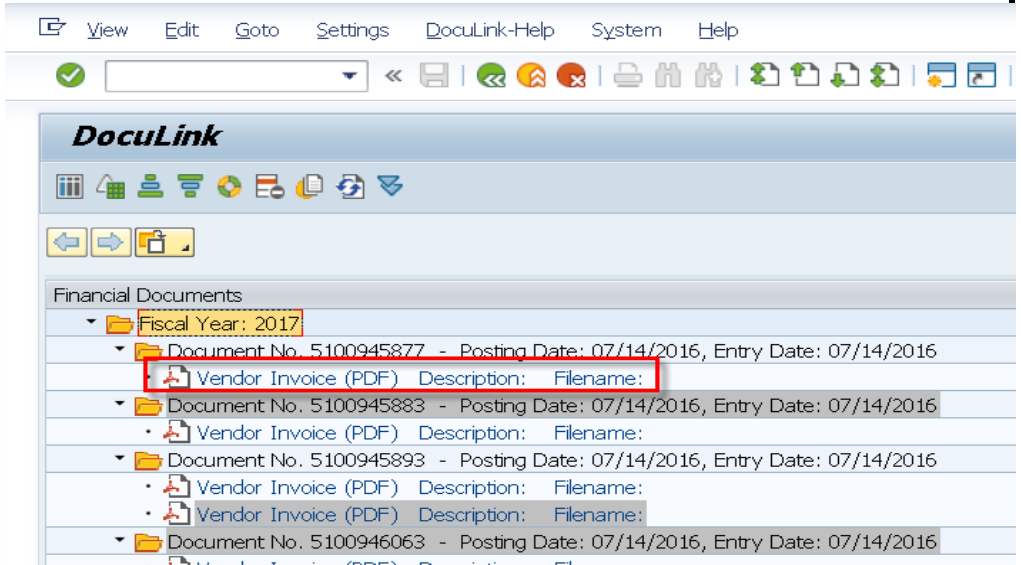 View Edit Goto Settings DocuLink-Help System Help
DocuLink
Financial Documents
Fiscal Year: 2017
Document No. 5100945877 - Posting Date: 07/14/2016, Entry Date: 07/14/2016
Vendor Invoice (PDF) Description: Filename:
Document No. 5100945883 - Posting Date: 07/14/2016, Entry Date: 07/14/2016
Vendor Invoice (PDF) Description: Filename:
Document No. 5100945893 - Posting Date: 07/14/2016, Entry Date: 07/14/2016
Vendor Invoice (PDF) Description: Filename:
Vendor Invoice (PDF) Description: Filename:
Document No. 5100946063 - Posting Date: 07/14/2016, Entry Date: 07/14/2016